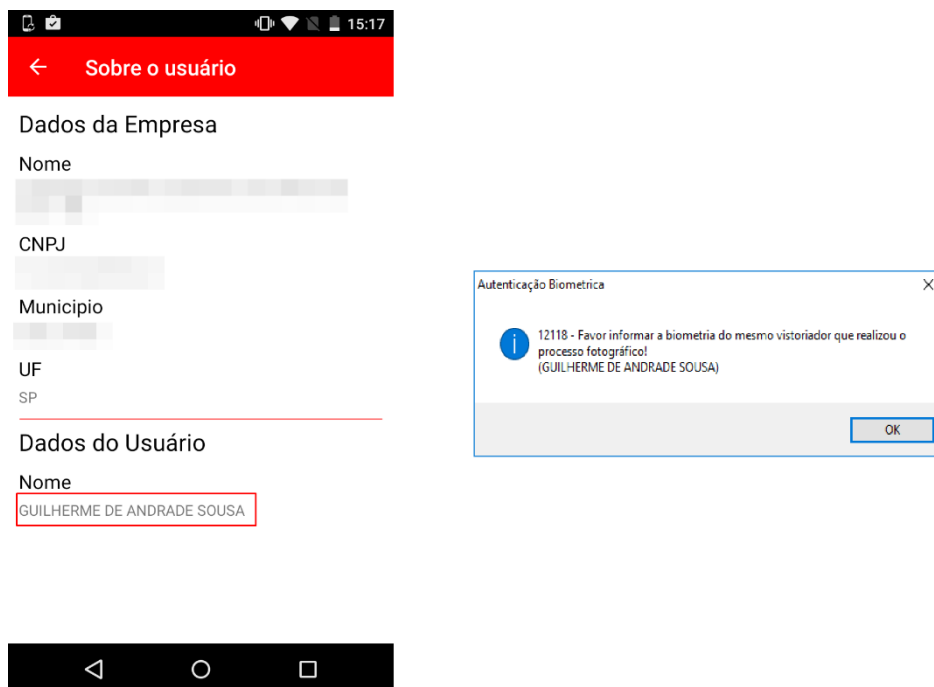 15:17
Sobre o usuário
Dados da Empresa
Nome
CNPJ
Municipio
UF
SP
Dados do Usuário
Nome
GUILHERME DE ANDRADE SOUSA
Autenticação Biometrica
12118 - Favor informar a biometria do mesmo vistoriador que realizou o
processo fotográfico!
(GUILHERME DE ANDRADE SOUSA)
OK